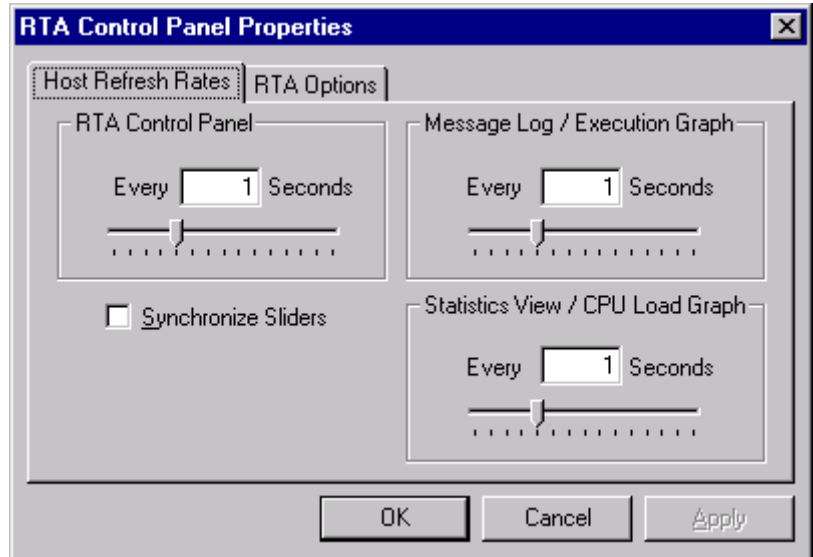 RTA Control Panel Properties
Host Refresh Rates
RTA Options
RTA Control Panel
Every 1 Seconds
Synchronize Sliders
Message Log / Execution Graph
Every 1 Seconds
Statistics View / CPU Load Graph
Every 1 Seconds
OK
Cancel
Apply